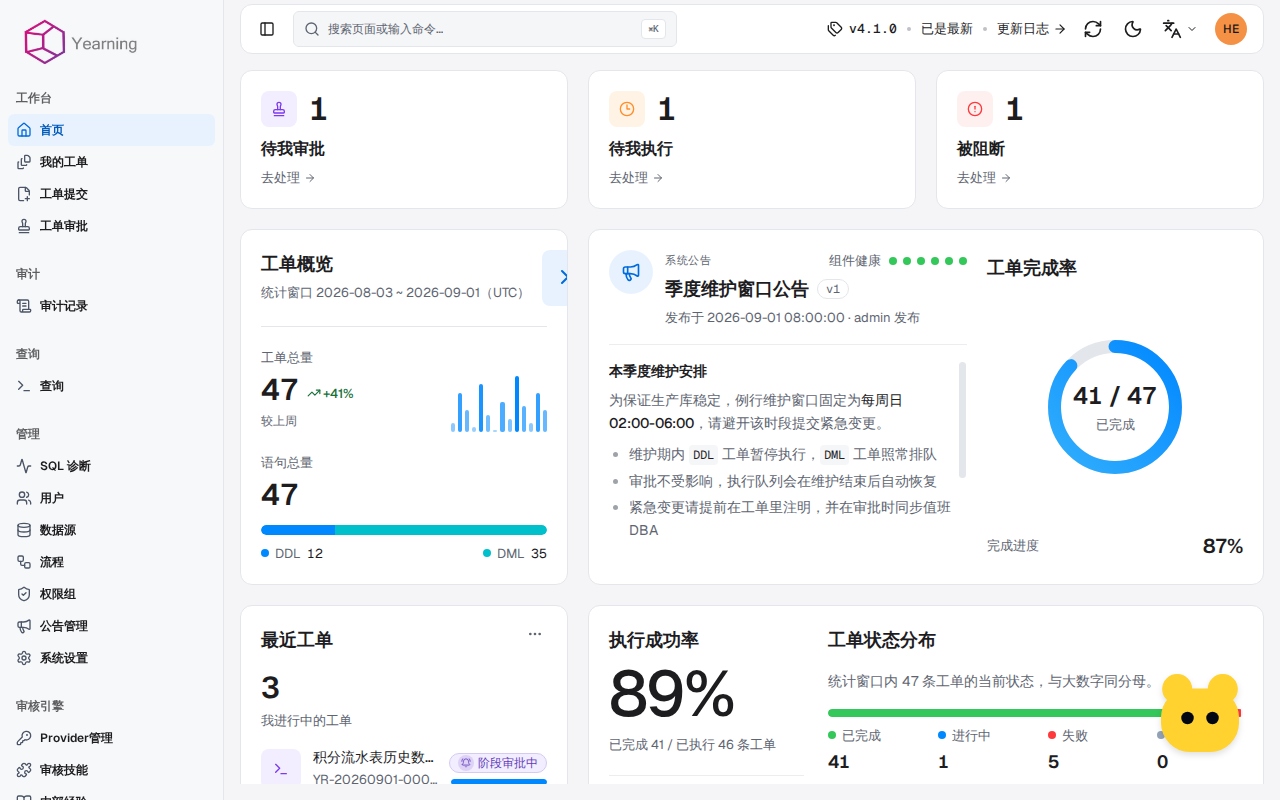 Yearning
工作台
首页
我的工单
工单提交
工单审批
审计
审计记录
查询
查询
管理
SQL 诊断
用户
数据源
流程
权限组
公告管理
系统设置
审核引擎
Provider管理
审核技能
搜索页面或输入命令…
⌘K
v4.1.0
已是最新
更新日志
HE
1
待我审批
去处理
1
待我执行
去处理
1
被阻断
去处理
工单概览
统计窗口 2026-08-03 ~ 2026-09-01（UTC）
工单总量
47
+41%
较上周
语句总量
47
DDL 12
DML 35
系统公告
组件健康
季度维护窗口公告 v1
发布于 2026-09-01 08:00:00 · admin 发布
本季度维护安排
为保证生产库稳定，例行维护窗口固定为每周日
02:00-06:00，请避开该时段提交紧急变更。
维护期内 DDL 工单暂停执行，DML 工单照常排队
审批不受影响，执行队列会在维护结束后自动恢复
紧急变更请提前在工单里注明，并在审批时同步值班
DBA
工单完成率
41 / 47
已完成
完成进度
87%
最近工单
3
我进行中的工单
积分流水表历史数…
阶段审批中
YR-20260901-000…
执行成功率
89%
已完成 41 / 已执行 46 条工单
工单状态分布
统计窗口内 47 条工单的当前状态，与大数字同分母。
已完成
进行中
失败
41
1
5
0